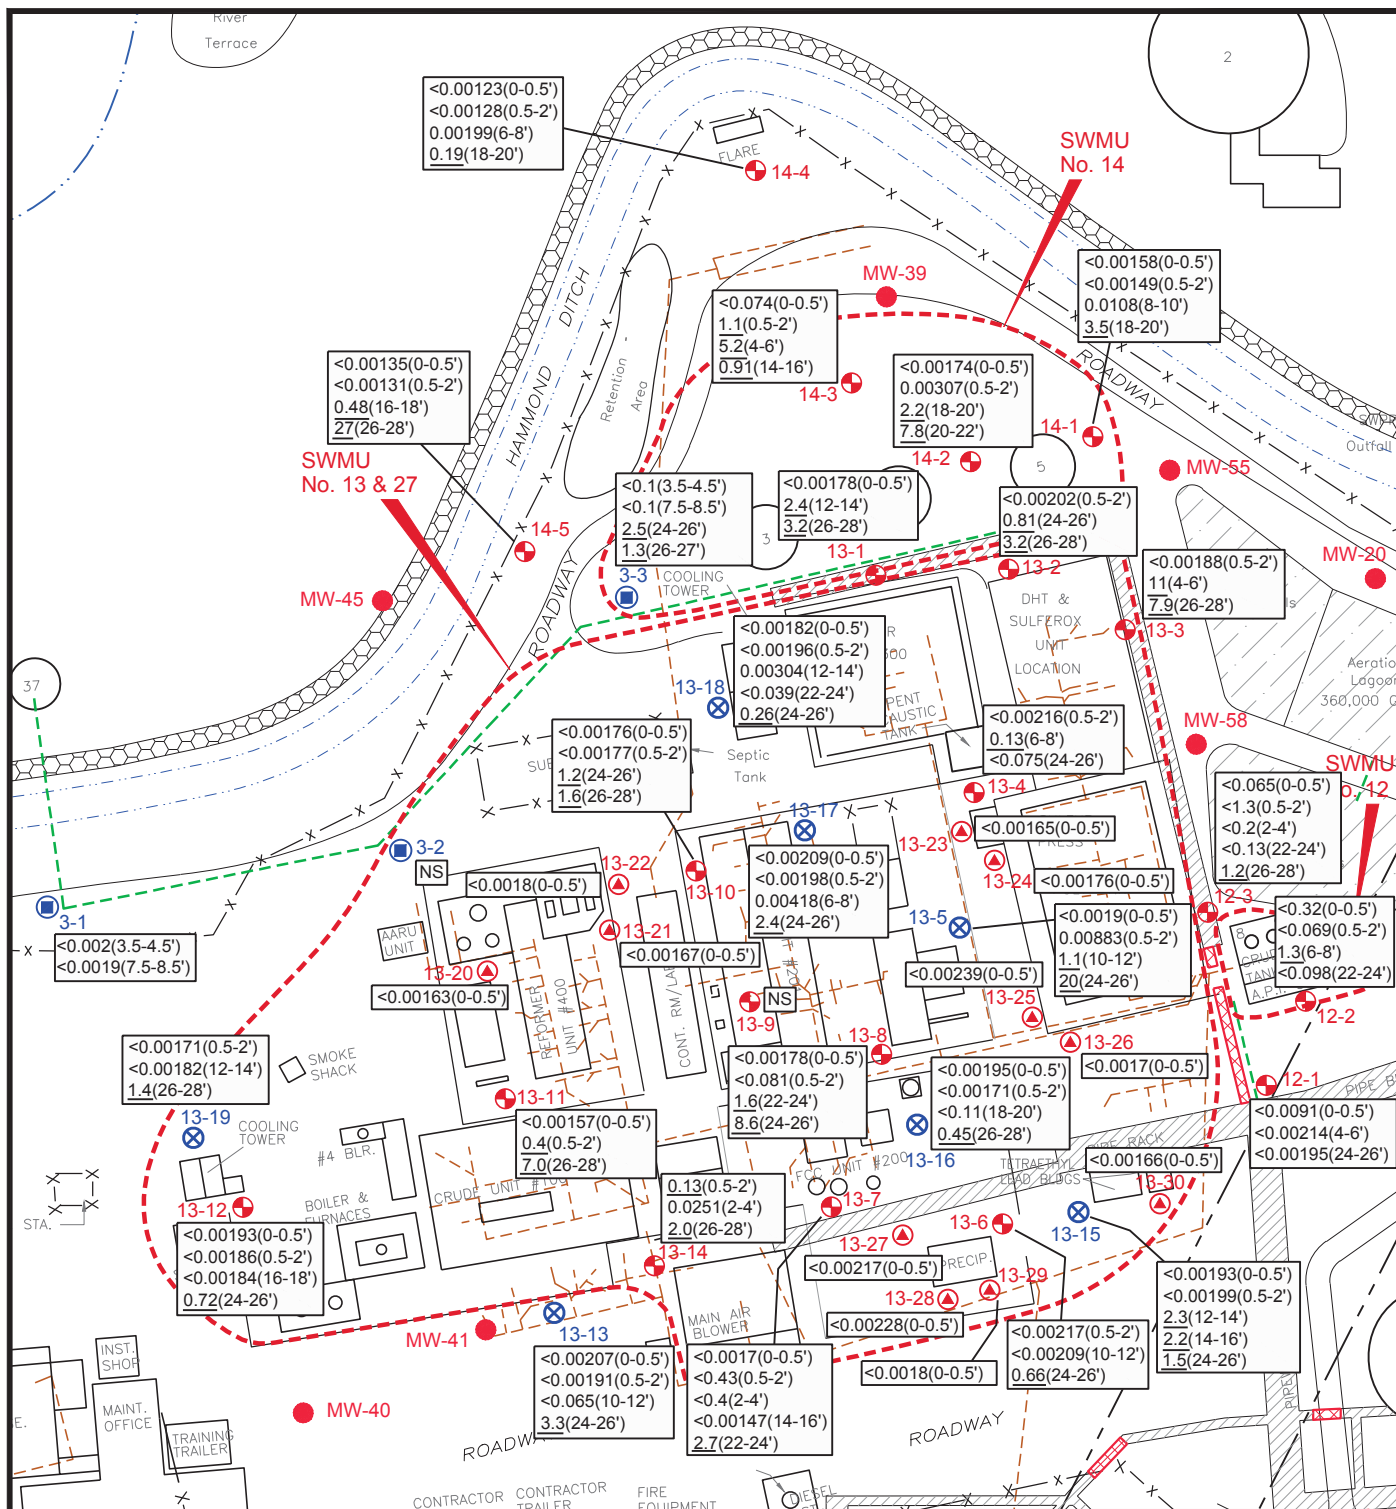 River
Terrace
2
<0.00123(0-0.5')
<0.00128(0.5-2')
0.00199(6-8')
0.19(18-20')
FLARE
14-4
SWMU
No. 14
HAMMOND DITCH
Retention
Area
MW-39
<0.074(0-0.5')
1.1(0.5-2')
5.2(4-6')
0.91(14-16')
14-3
<0.00158(0-0.5')
<0.00149(0.5-2')
0.0108(8-10')
3.5(18-20')
ROADWAY
<0.00135(0-0.5')
<0.00131(0.5-2')
0.48(16-18')
27(26-28')
<0.00174(0-0.5')
0.00307(0.5-2')
2.2(18-20')
7.8(20-22')
14-1
14-2
5
MW-55
Outfall
SWMU
No. 13 & 27
<0.1(3.5-4.5')
<0.1(7.5-8.5')
2.5(24-26')
1.3(26-27')
3
<0.00178(0-0.5')
2.4(12-14')
3.2(26-28')
<0.00202(0.5-2')
0.81(24-26')
3.2(26-28')
14-5
13-1
13-2
MW-20
<0.00188(0.5-2')
11(4-6')
7.9(26-28')
13-3
MW-45
3-3
COOLING
TOWER
ROADWAY
DHT &
SULFEROX
UNIT
LOCATION
<0.00182(0-0.5')
<0.00196(0.5-2')
0.00304(12-14')
<0.039(22-24')
0.26(24-26')
37
13-18
TANK
Aeratio
Lagoon
360,000
MW-58
<0.00176(0-0.5')
<0.00177(0.5-2')
1.2(24-26')
1.6(26-28')
Septic
Tank
<0.00216(0.5-2')
0.13(6-8')
<0.075(24-26')
13-4
SWMU
No. 12
<0.065(0-0.5')
<1.3(0.5-2')
<0.2(2-4')
<0.13(22-24')
1.2(26-28')
13-17
13-23
<0.00165(0-0.5')
PRESS
3-2
NS
13-22
<0.0018(0-0.5')
13-10
<0.00209(0-0.5')
<0.00198(0.5-2')
0.00418(6-8')
2.4(24-26')
13-24
<0.00176(0-0.5')
12-3
<0.32(0-0.5')
<0.069(0.5-2')
1.3(6-8')
<0.098(22-24')
3-1
<0.002(3.5-4.5')
<0.0019(7.5-8.5')
AARU
UNIT
13-21
<0.00167(0-0.5')
13-5
<0.0019(0-0.5')
0.00883(0.5-2')
1.1(10-12')
20(24-26')
8
13-20
<0.00163(0-0.5')
REFORMER
UNIT #400
CONT. RM/LAB
13-9
NS
<0.00239(0-0.5')
13-25
A.P.I.
12-2
<0.00171(0.5-2')
<0.00182(12-14')
1.4(26-28')
SMOKE
SHACK
13-8
13-26
<0.0017(0-0.5')
<0.00178(0-0.5')
<0.081(0.5-2')
1.6(22-24')
8.6(24-26')
<0.00195(0-0.5')
<0.00171(0.5-2')
<0.11(18-20')
0.45(26-28')
12-1
<0.0091(0-0.5')
<0.00214(4-6')
<0.00195(24-26')
13-19
COOLING
TOWER
13-11
<0.00157(0-0.5')
0.4(0.5-2')
7.0(26-28')
#4 BLR.
13-16
PIPE RACK
FCC UNIT #200
TETRAETHYL
LEAD BLDGS
<0.00166(0-0.5')
13-30
CRUDE UNIT #100
0.13(0.5-2')
0.0251(2-4')
2.0(26-28')
STA.
13-12
BOILER &
FURNACES
13-7
13-6
13-15
<0.00193(0-0.5')
<0.00186(0.5-2')
<0.00184(16-18')
0.72(24-26')
13-14
13-27
<0.00217(0-0.5')
PRECIP.
13-29
<0.00193(0-0.5')
<0.00199(0.5-2')
2.3(12-14')
2.2(14-16')
1.5(24-26')
MW-41
13-13
MAIN AIR
BLOWER
13-28
<0.00228(0-0.5')
<0.00217(0.5-2')
<0.00209(10-12')
0.66(24-26')
INST.
SHOP
<0.00207(0-0.5')
<0.00191(0.5-2')
<0.065(10-12')
3.3(24-26')
<0.0017(0-0.5')
<0.43(0.5-2')
<0.4(2-4')
<0.00147(14-16')
2.7(22-24')
<0.0018(0-0.5')
MAINT.
OFFICE
MW-40
TRAINING
TRAILER
ROADWAY
ROADWAY
CONTRACTOR
CONTRACTOR
TRAILER
FIRE
EQUIPMENT
DIESEL